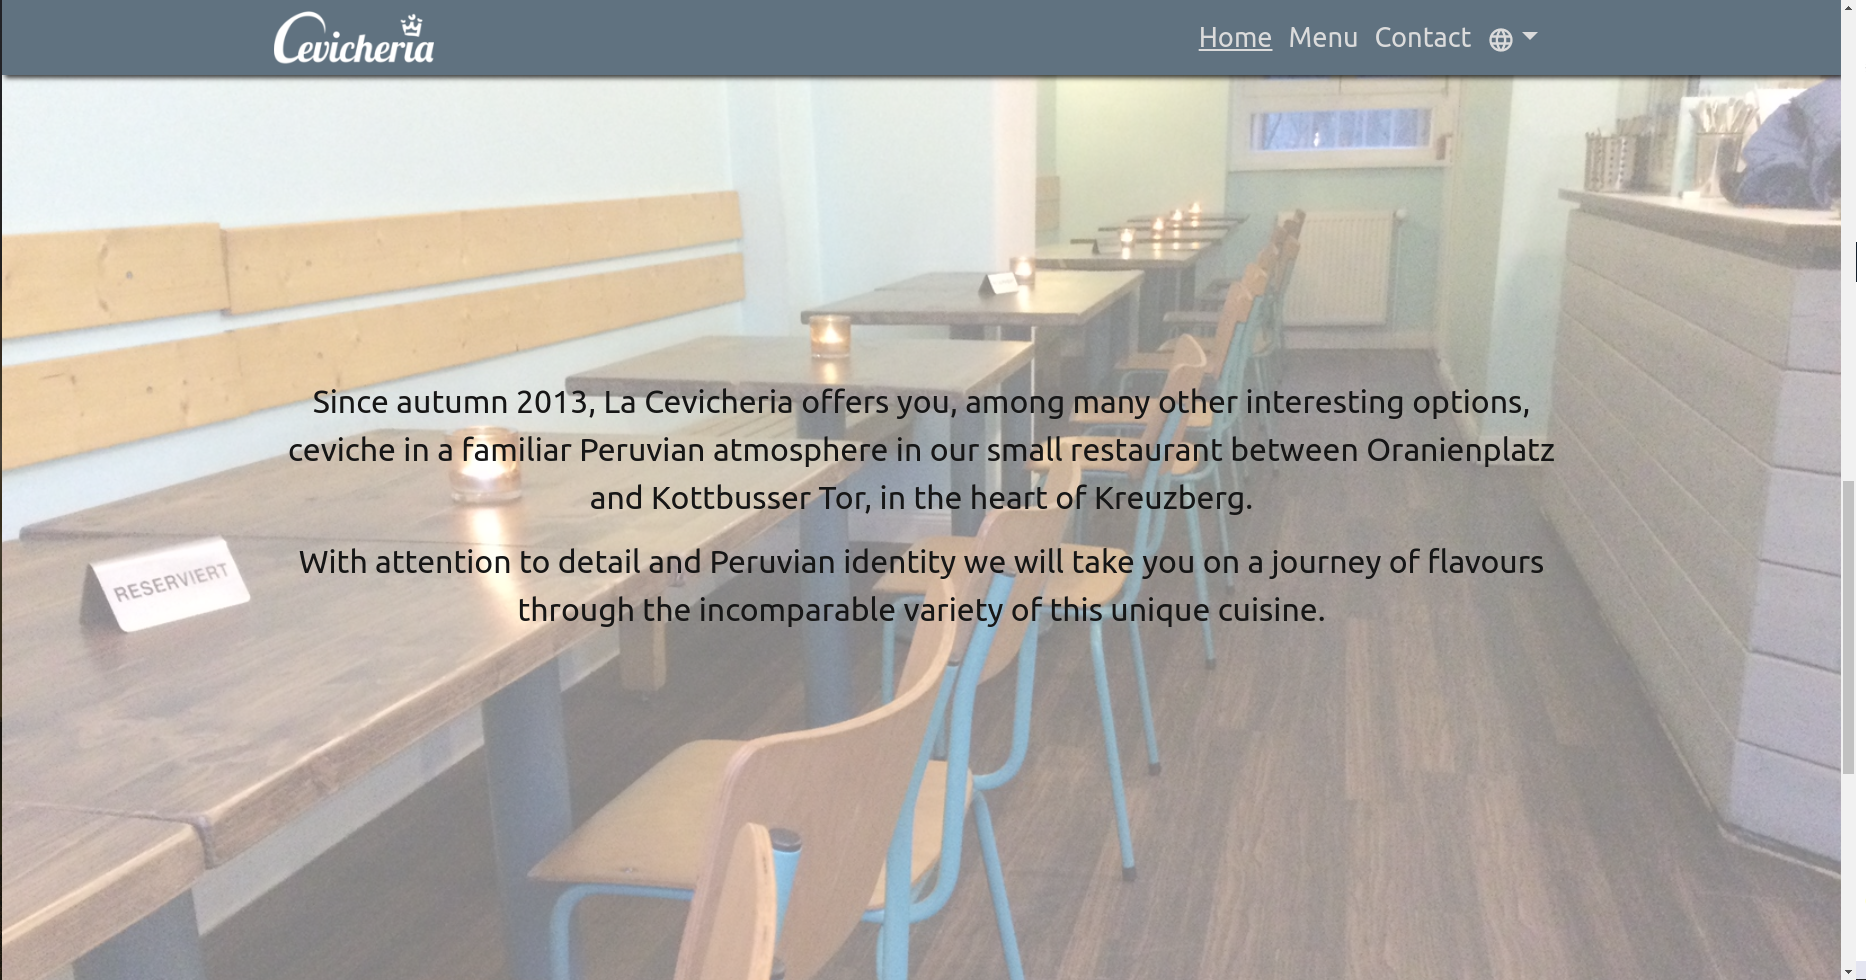 Cevicheria
Home Menu Contact
Since autumn 2013, La Cevicheria offers you, among many other interesting options,
ceviche in a familiar Peruvian atmosphere in our small restaurant between Oranienplatz
and Kottbusser Tor, in the heart of Kreuzberg.
RESERVIERT
With attention to detail and Peruvian identity we will take you on a journey of flavours
through the incomparable variety of this unique cuisine.